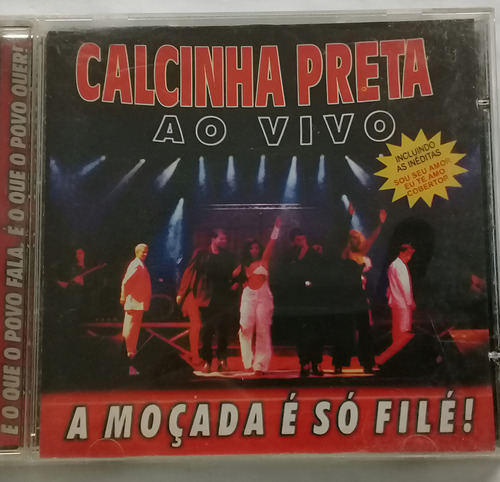 CALCINHA PRETA
AO VIVO
INCLUINDO
AS INÉDITAS
SOU SEU AMOR
EU TE AMO
COBERTOR
A MOÇADA É SÓ FILÉ!
É O QUE O POVO FALA. É O QUE O POVO QUER!